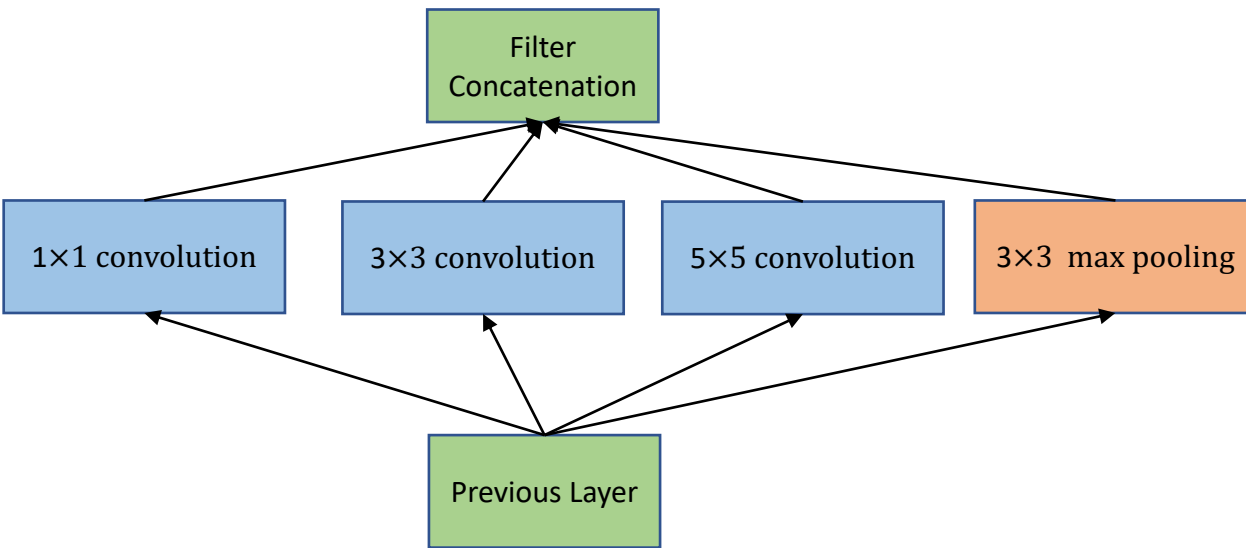 Filter
Concatenation
1×1 convolution
3×3 convolution
5×5 convolution
3×3 max pooling
Previous Layer